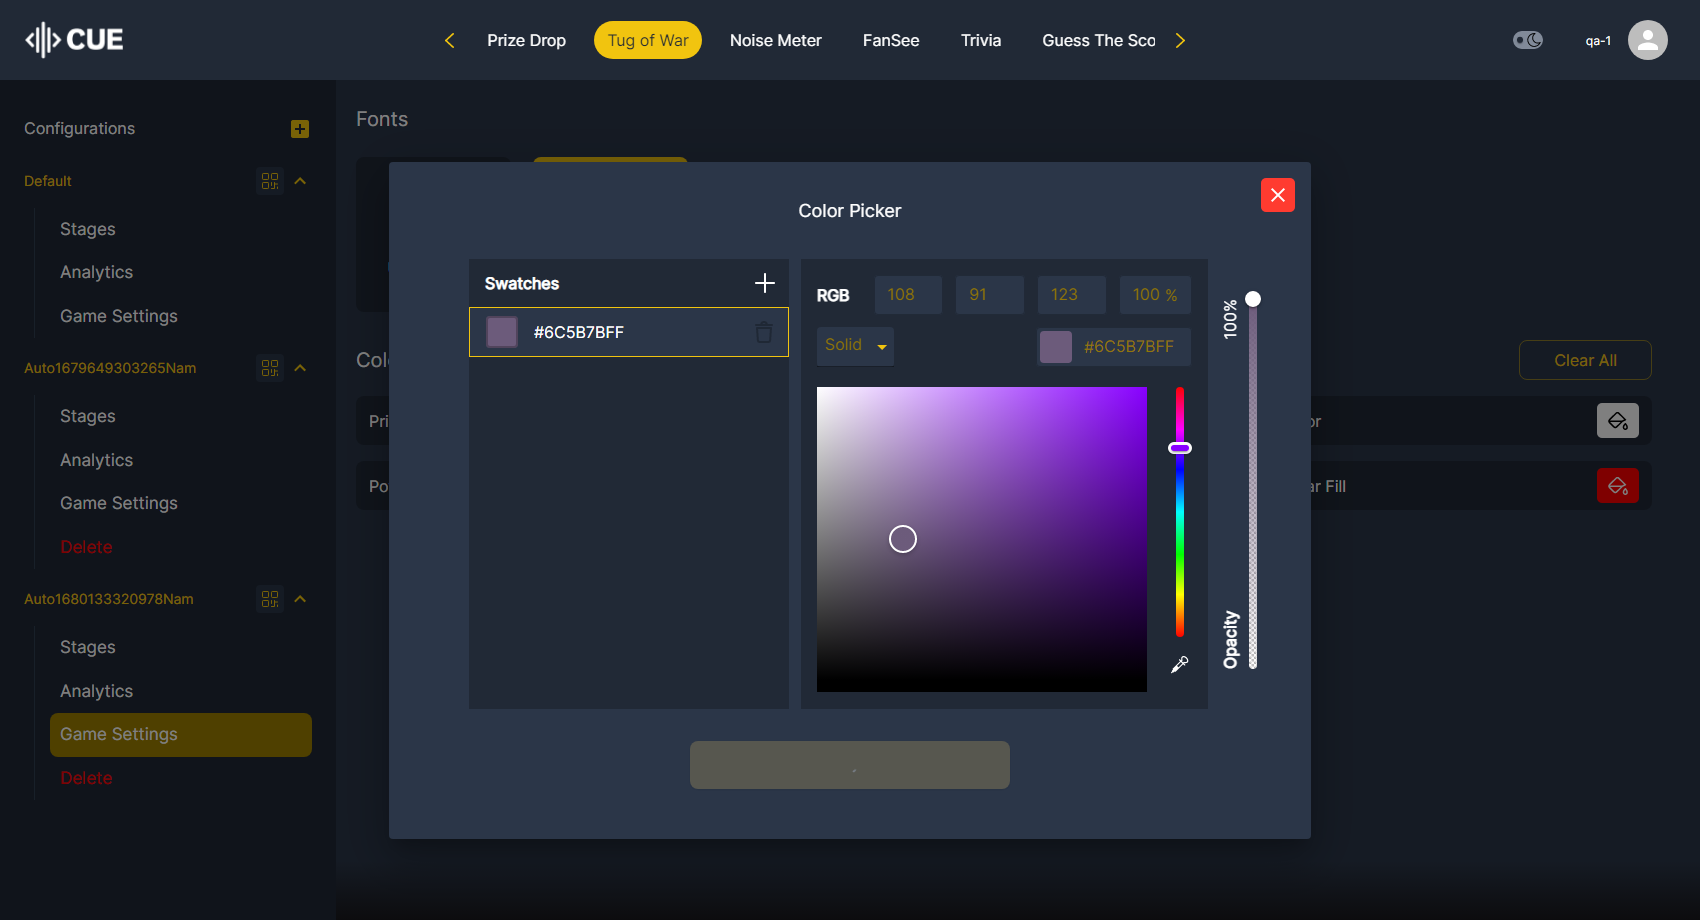 CUE
Prize Drop
Tug of War
Noise Meter
FanSee
Trivia
Guess The Sco
qa-1
Configurations
Default
Stages
Analytics
Game Settings
Auto1679649303265Nam
Stages
Analytics
Game Settings
Delete
Auto1680133320978Nam
Stages
Analytics
Game Settings
Delete
Fonts
Clear All
Pri
or
Po
ar Fill
Color Picker
Swatches
#6C5B7BFF
RGB
108
91
123
100 %
Solid
#6C5B7BFF
100%
Opacity